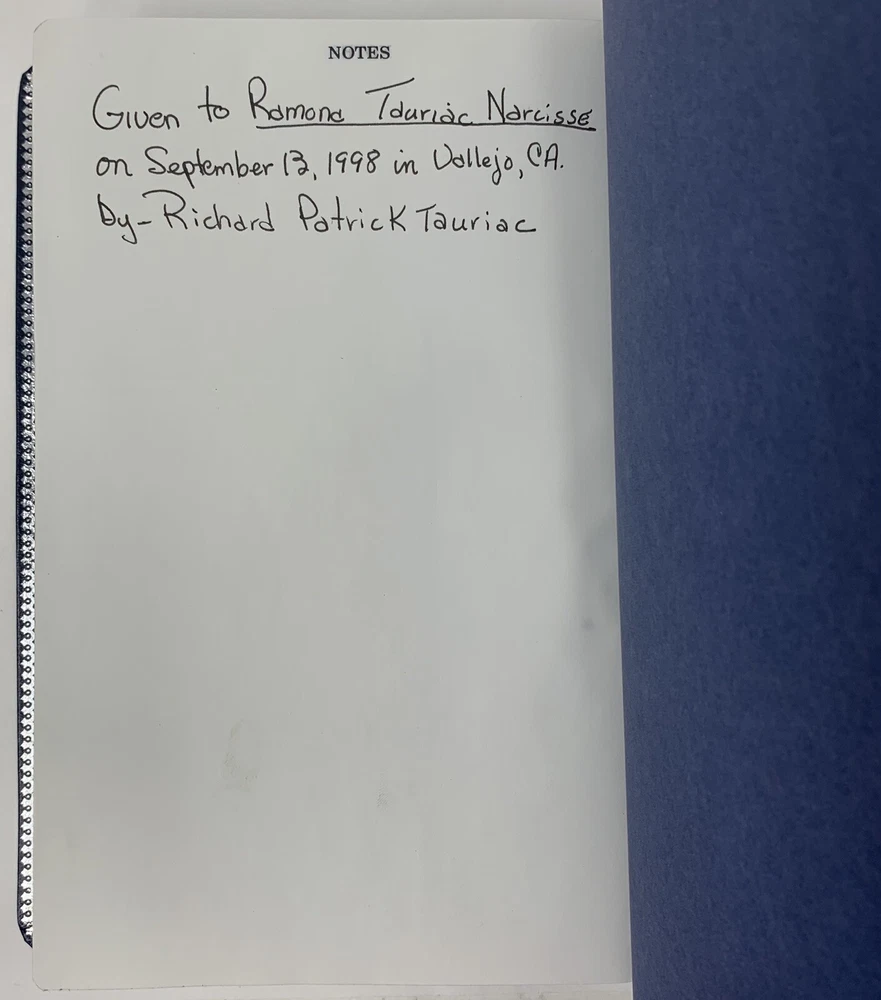 NOTES
Given to Ramona Tauriac Narcisse
on September 13, 1998 in Vallejo, CA.
by- Richard Patrick Tauriac